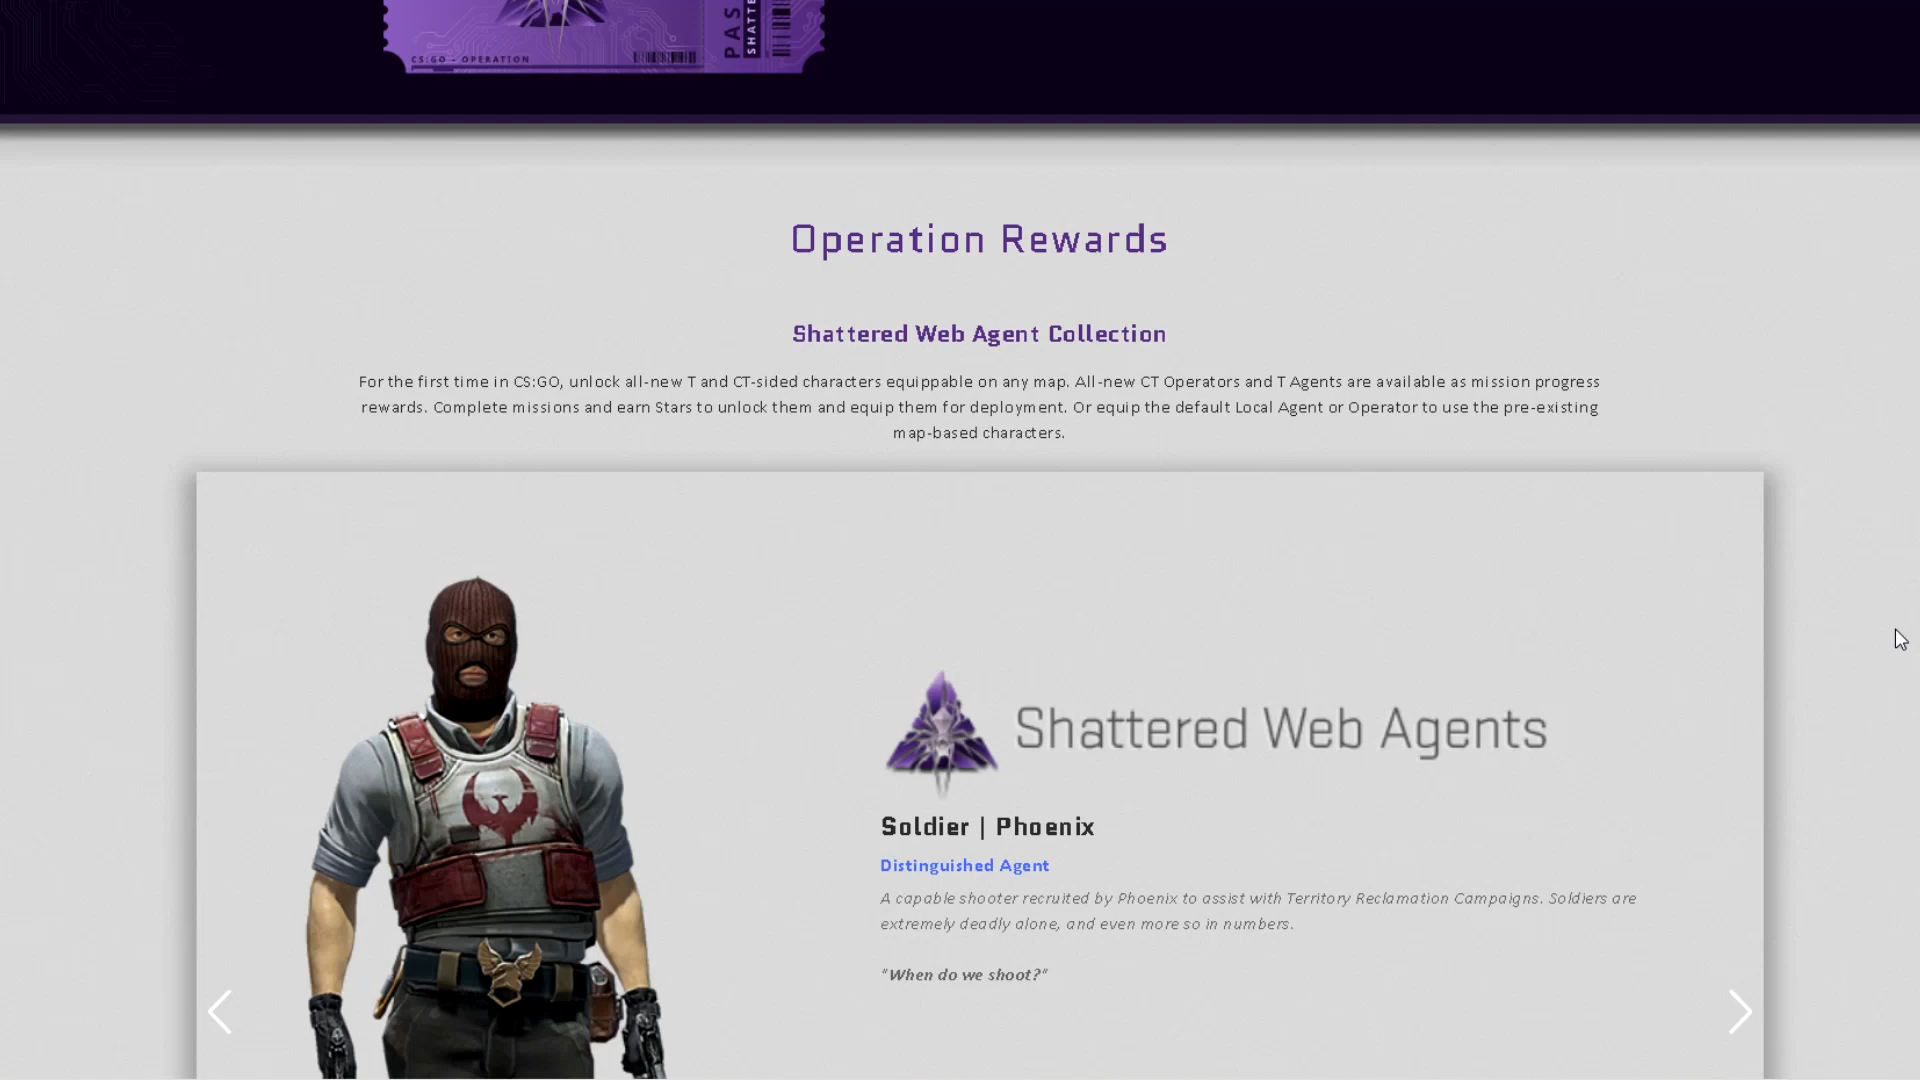 CS:GO - OPERATION
PAS
SHATTE
Operation Rewards
Shattered Web Agent Collection
For the first time in CS:GO, unlock all-new T and CT-sided characters equippable on any map. All-new CT Operators and T Agents are available as mission progress
rewards. Complete missions and earn Stars to unlock them and equip them for deployment. Or equip the default Local Agent or Operator to use the pre-existing
map-based characters.
Shattered Web Agents
Soldier | Phoenix
Distinguished Agent
A capable shooter recruited by Phoenix to assist with Territory Reclamation Campaigns. Soldiers are
extremely deadly alone, and even more so in numbers.
"When do we shoot?"